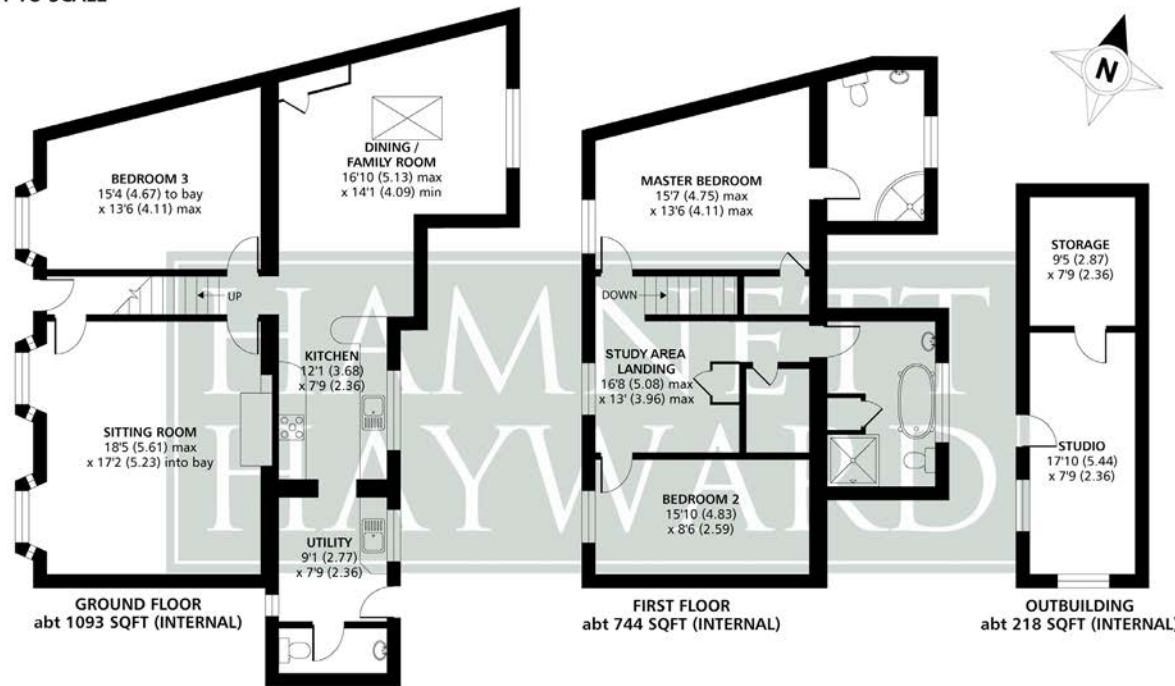 BEDROOM 3
15'4 (4.67) to bay
x 13'6 (4.11) max
DINING /
FAMILY ROOM
16'10 (5.13) max
x 14'1 (4.09) min
UP
KITCHEN
12'1 (3.68)
x 7'9 (2.36)
SITTING ROOM
18'5 (5.61) max
x 17'2 (5.23) into bay
UTILITY
9'1 (2.77)
x 7'9 (2.36)
GROUND FLOOR
abt 1093 SQFT (INTERNAL)
MASTER BEDROOM
15'7 (4.75) max
x 13'6 (4.11) max
DOWN
STUDY AREA
LANDING
16'8 (5.08) max
x 13' (3.96) max
BEDROOM 2
15'10 (4.83)
x 8'6 (2.59)
FIRST FLOOR
abt 744 SQFT (INTERNAL)
N
STORAGE
9'5 (2.87)
x 7'9 (2.36)
STUDIO
17'10 (5.44)
x 7'9 (2.36)
OUTBUILDING
abt 218 SQFT (INTERNAL)
HAMNETT
HAYWARD